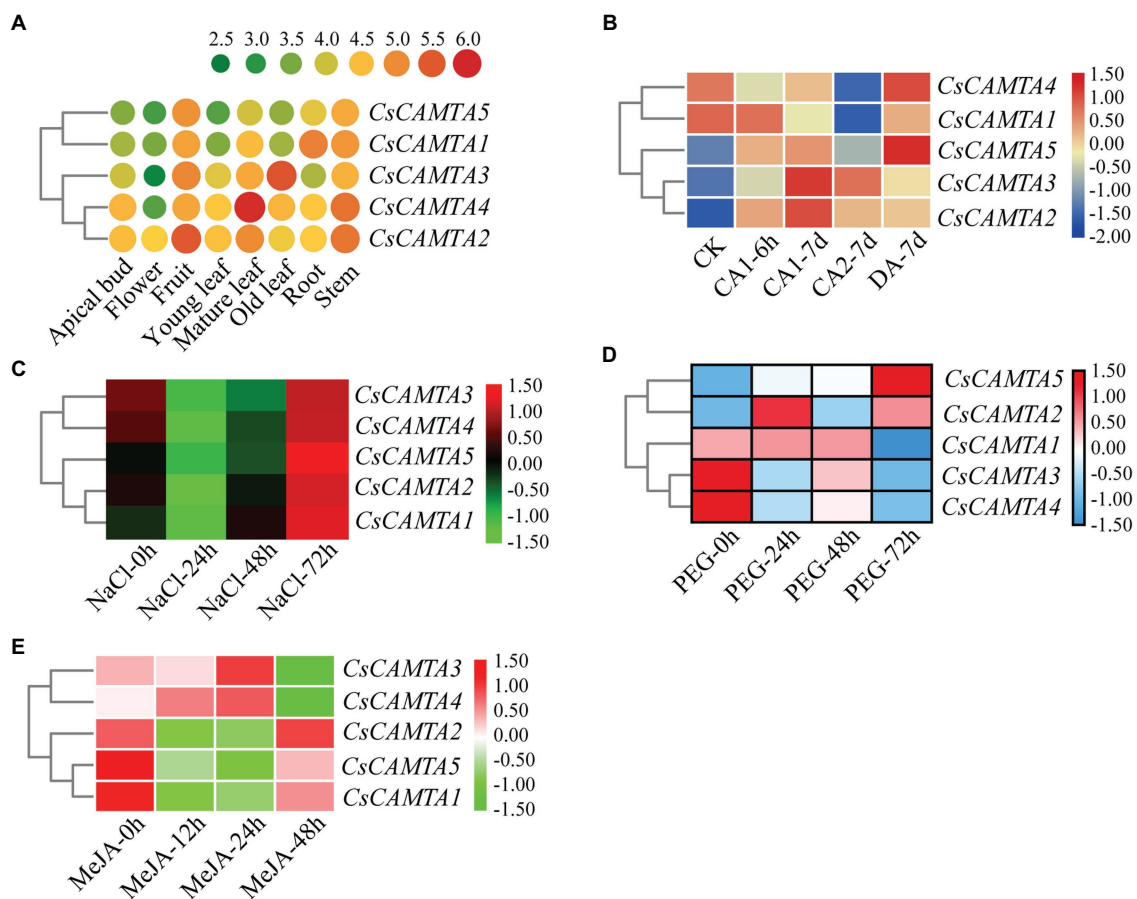 A
2.5 3.0 3.5 4.0 4.5 5.0 5.5 6.0
CsCAMTA5
CsCAMTA1
CsCAMTA3
CsCAMTA4
CsCAMTA2
Apical bud
Flower
Fruit
Young leaf
Mature leaf
Old leaf
Root
Stem
B
CsCAMTA4
CsCAMTA1
CsCAMTA5
CsCAMTA3
CsCAMTA2
CK
CA1-6h
CA1-7d
CA2-7d
DA-7d
1.50
1.00
0.50
0.00
-0.50
-1.00
-1.50
-2.00
C
CsCAMTA3
CsCAMTA4
CsCAMTA5
CsCAMTA2
CsCAMTA1
NaCl-0h
NaCl-24h
NaCl-48h
NaCl-72h
1.50
1.00
0.50
0.00
-0.50
-1.00
-1.50
D
CsCAMTA5
CsCAMTA2
CsCAMTA1
CsCAMTA3
CsCAMTA4
PEG-0h
PEG-24h
PEG-48h
PEG-72h
1.50
1.00
0.50
0.00
-0.50
-1.00
-1.50
E
CsCAMTA3
CsCAMTA4
CsCAMTA2
CsCAMTA5
CsCAMTA1
MeJA-0h
MeJA-12h
MeJA-24h
MeJA-48h
1.50
1.00
0.50
0.00
-0.50
-1.00
-1.50